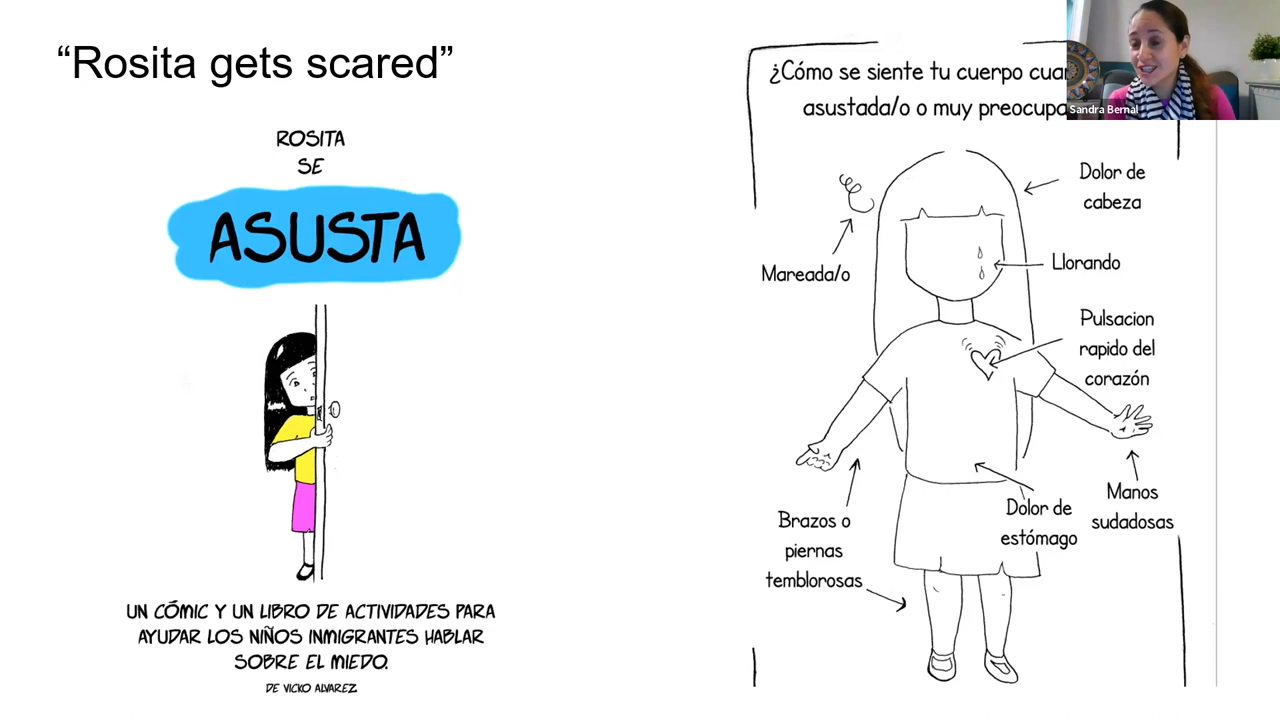 “Rosita gets scared”
ROSITA
SE
ASUSTA
UN CÓMIC Y UN LIBRO DE ACTIVIDADES PARA
AYUDAR LOS NIÑOS INMIGRANTES HABLAR
SOBRE EL MIEDO.
DE VICKO ALVAREZ
¿Cómo se siente tu cuerpo
asustada/o o muy
Dolor de
cabeza
Mareada/o
Llorando
Pulsacion
rapido del
corazón
Brazos o
piernas
temblorosas
Dolor de
estómago
Manos
sudadosas
Sandra Bernal